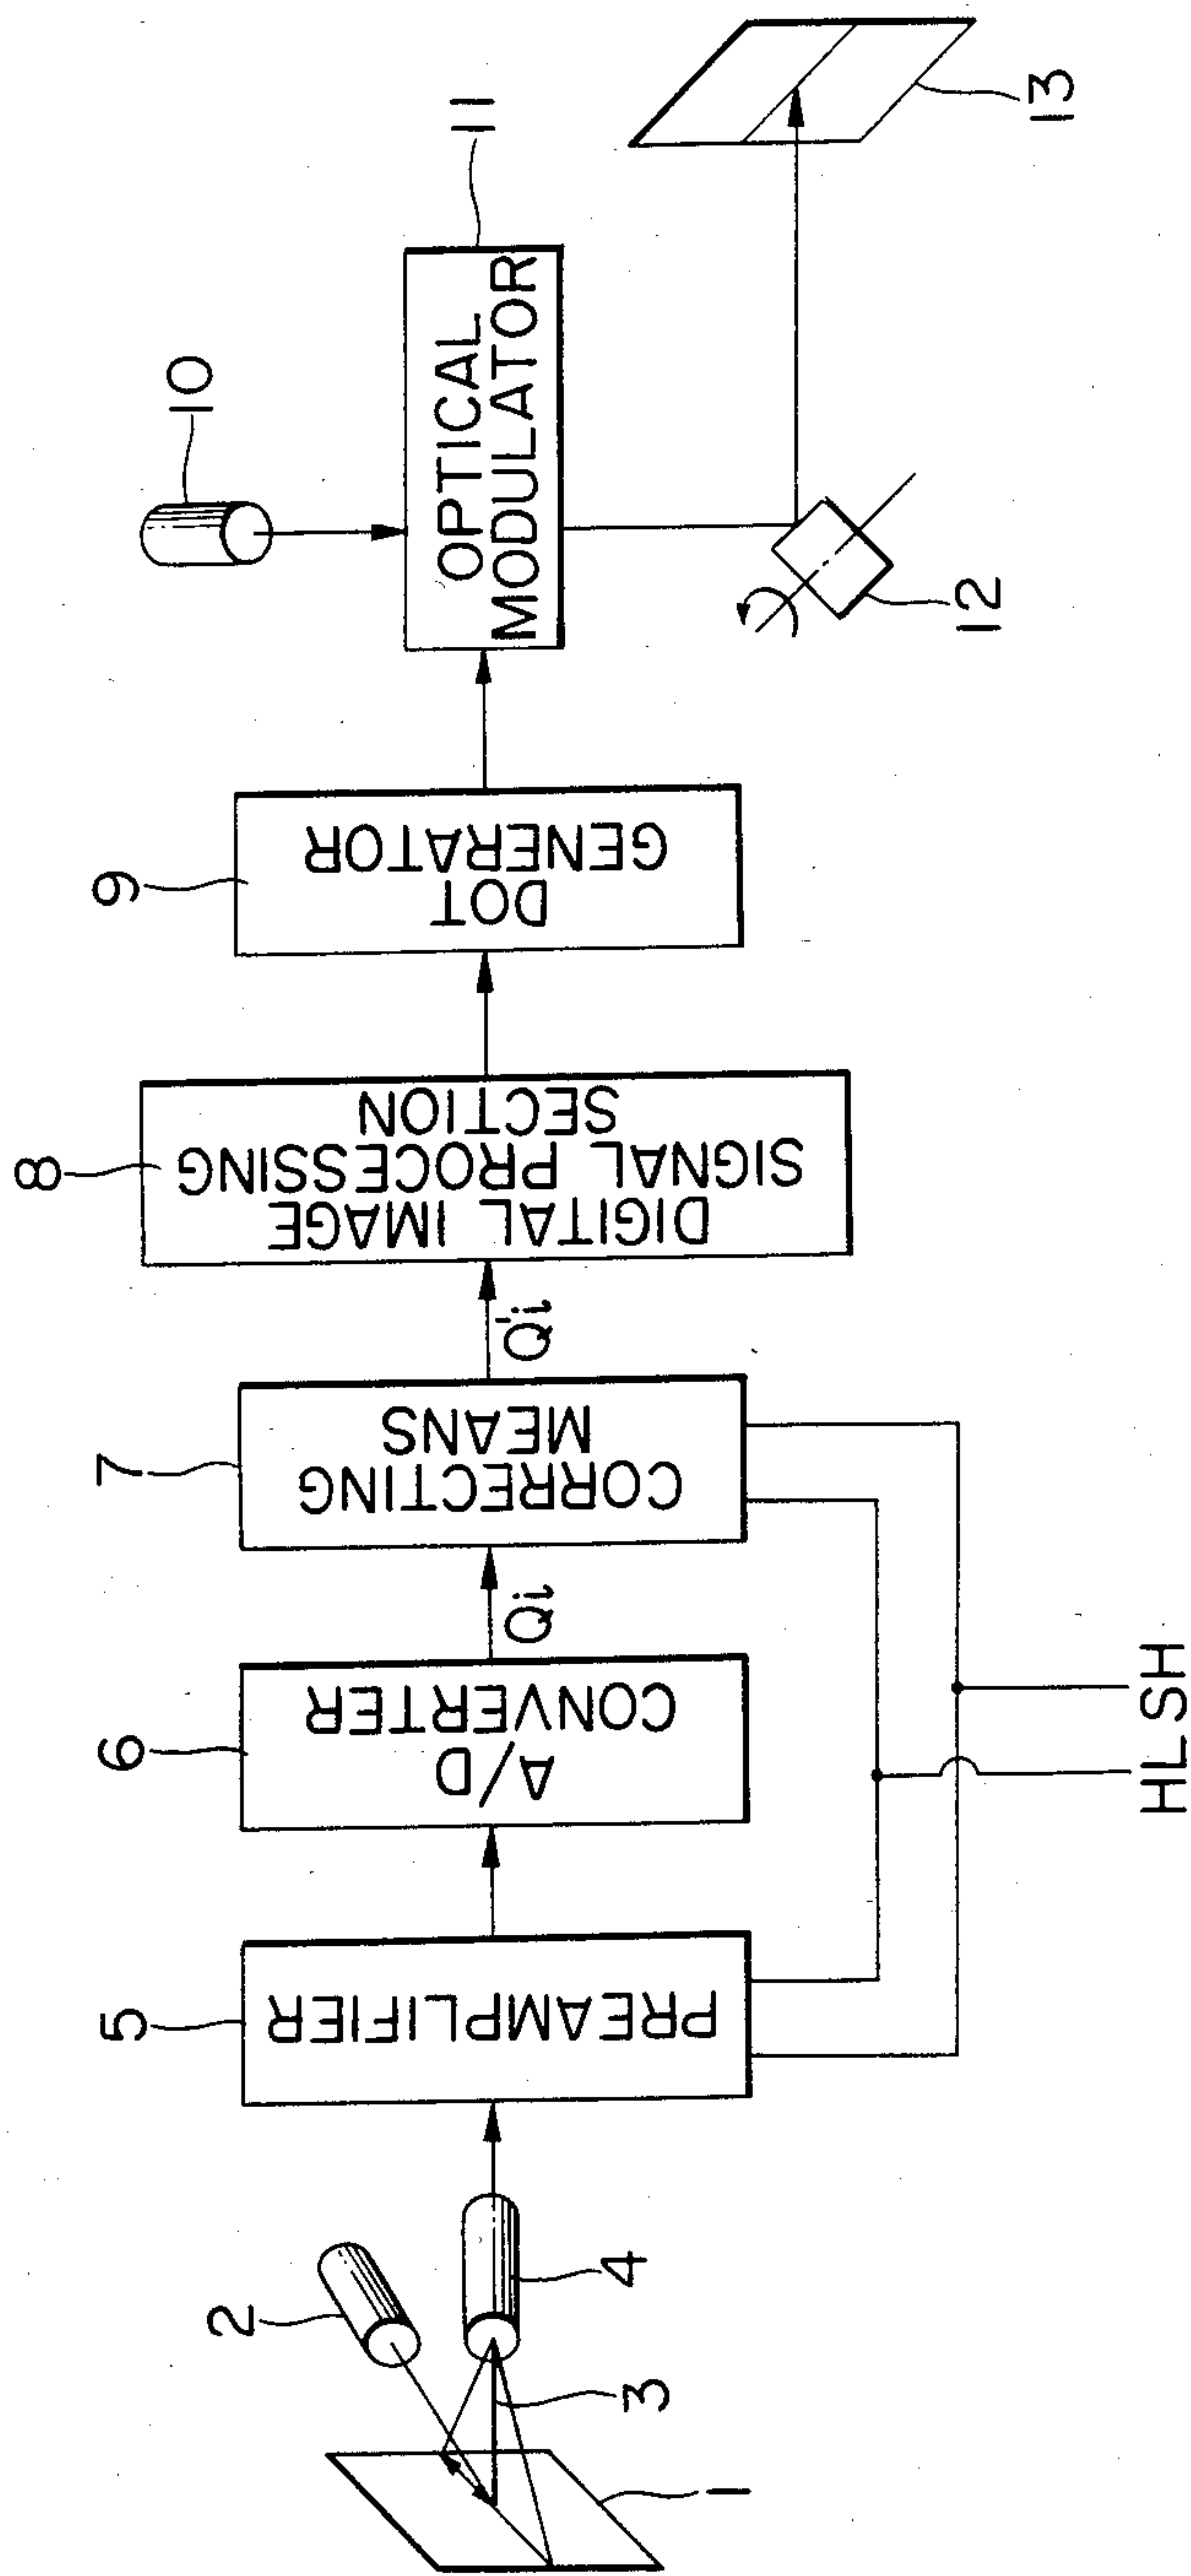 1
2
3
4
5
PREAMPLIFIER
6
A/D
CONVERTER
Qi
7
CORRECTING
MEANS
Q'i
8
DIGITAL IMAGE
SIGNAL PROCESSING
SECTION
9
DOT
GENERATOR
10
11
OPTICAL
MODULATOR
12
13
HL SH